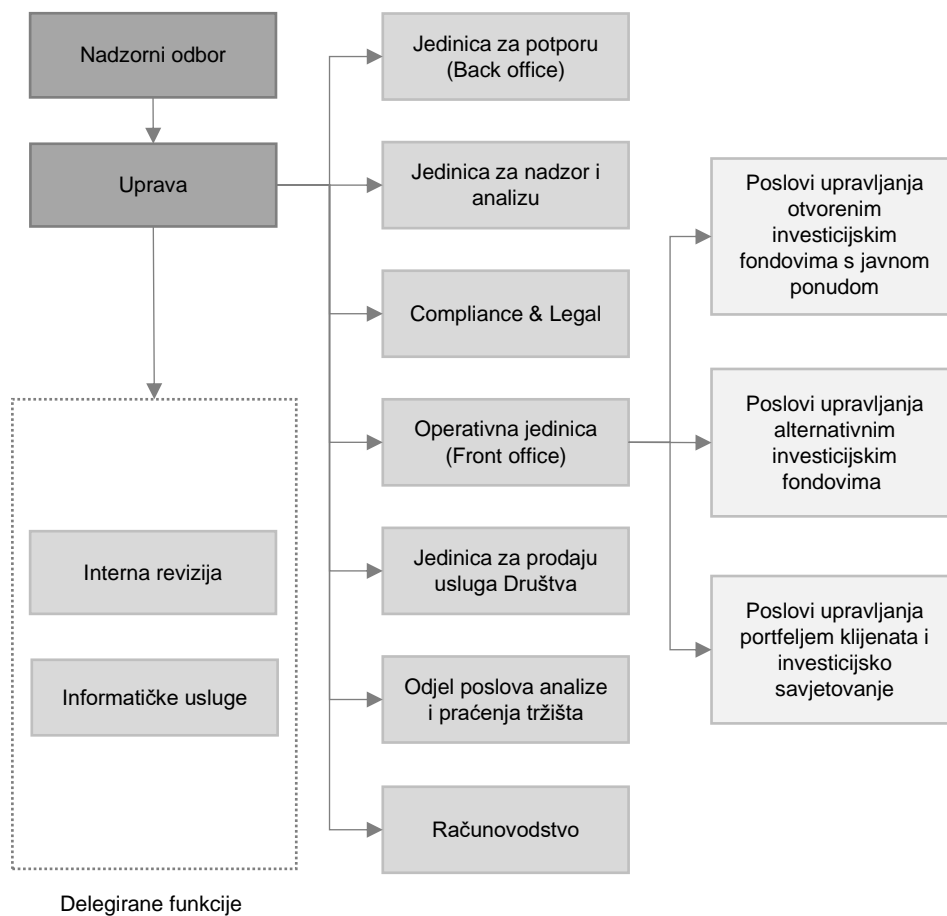 Nadzorni odbor
Uprava
Interna revizija
Informatičke usluge
Delegirane funkcije
Jedinica za potporu
(Back office)
Jedinica za nadzor i
analizu
Compliance & Legal
Operativna jedinica
(Front office)
Jedinica za prodaju
usluga Društva
Odjel poslova analize
i praćenja tržišta
Računovodstvo
Poslovi upravljanja
otvorenim
investicijskim
fondovima s javnom
ponudom
Poslovi upravljanja
alternativnim
investicijskim
fondovima
Poslovi upravljanja
portfeljem klijenata i
investicijsko
savjetovanje